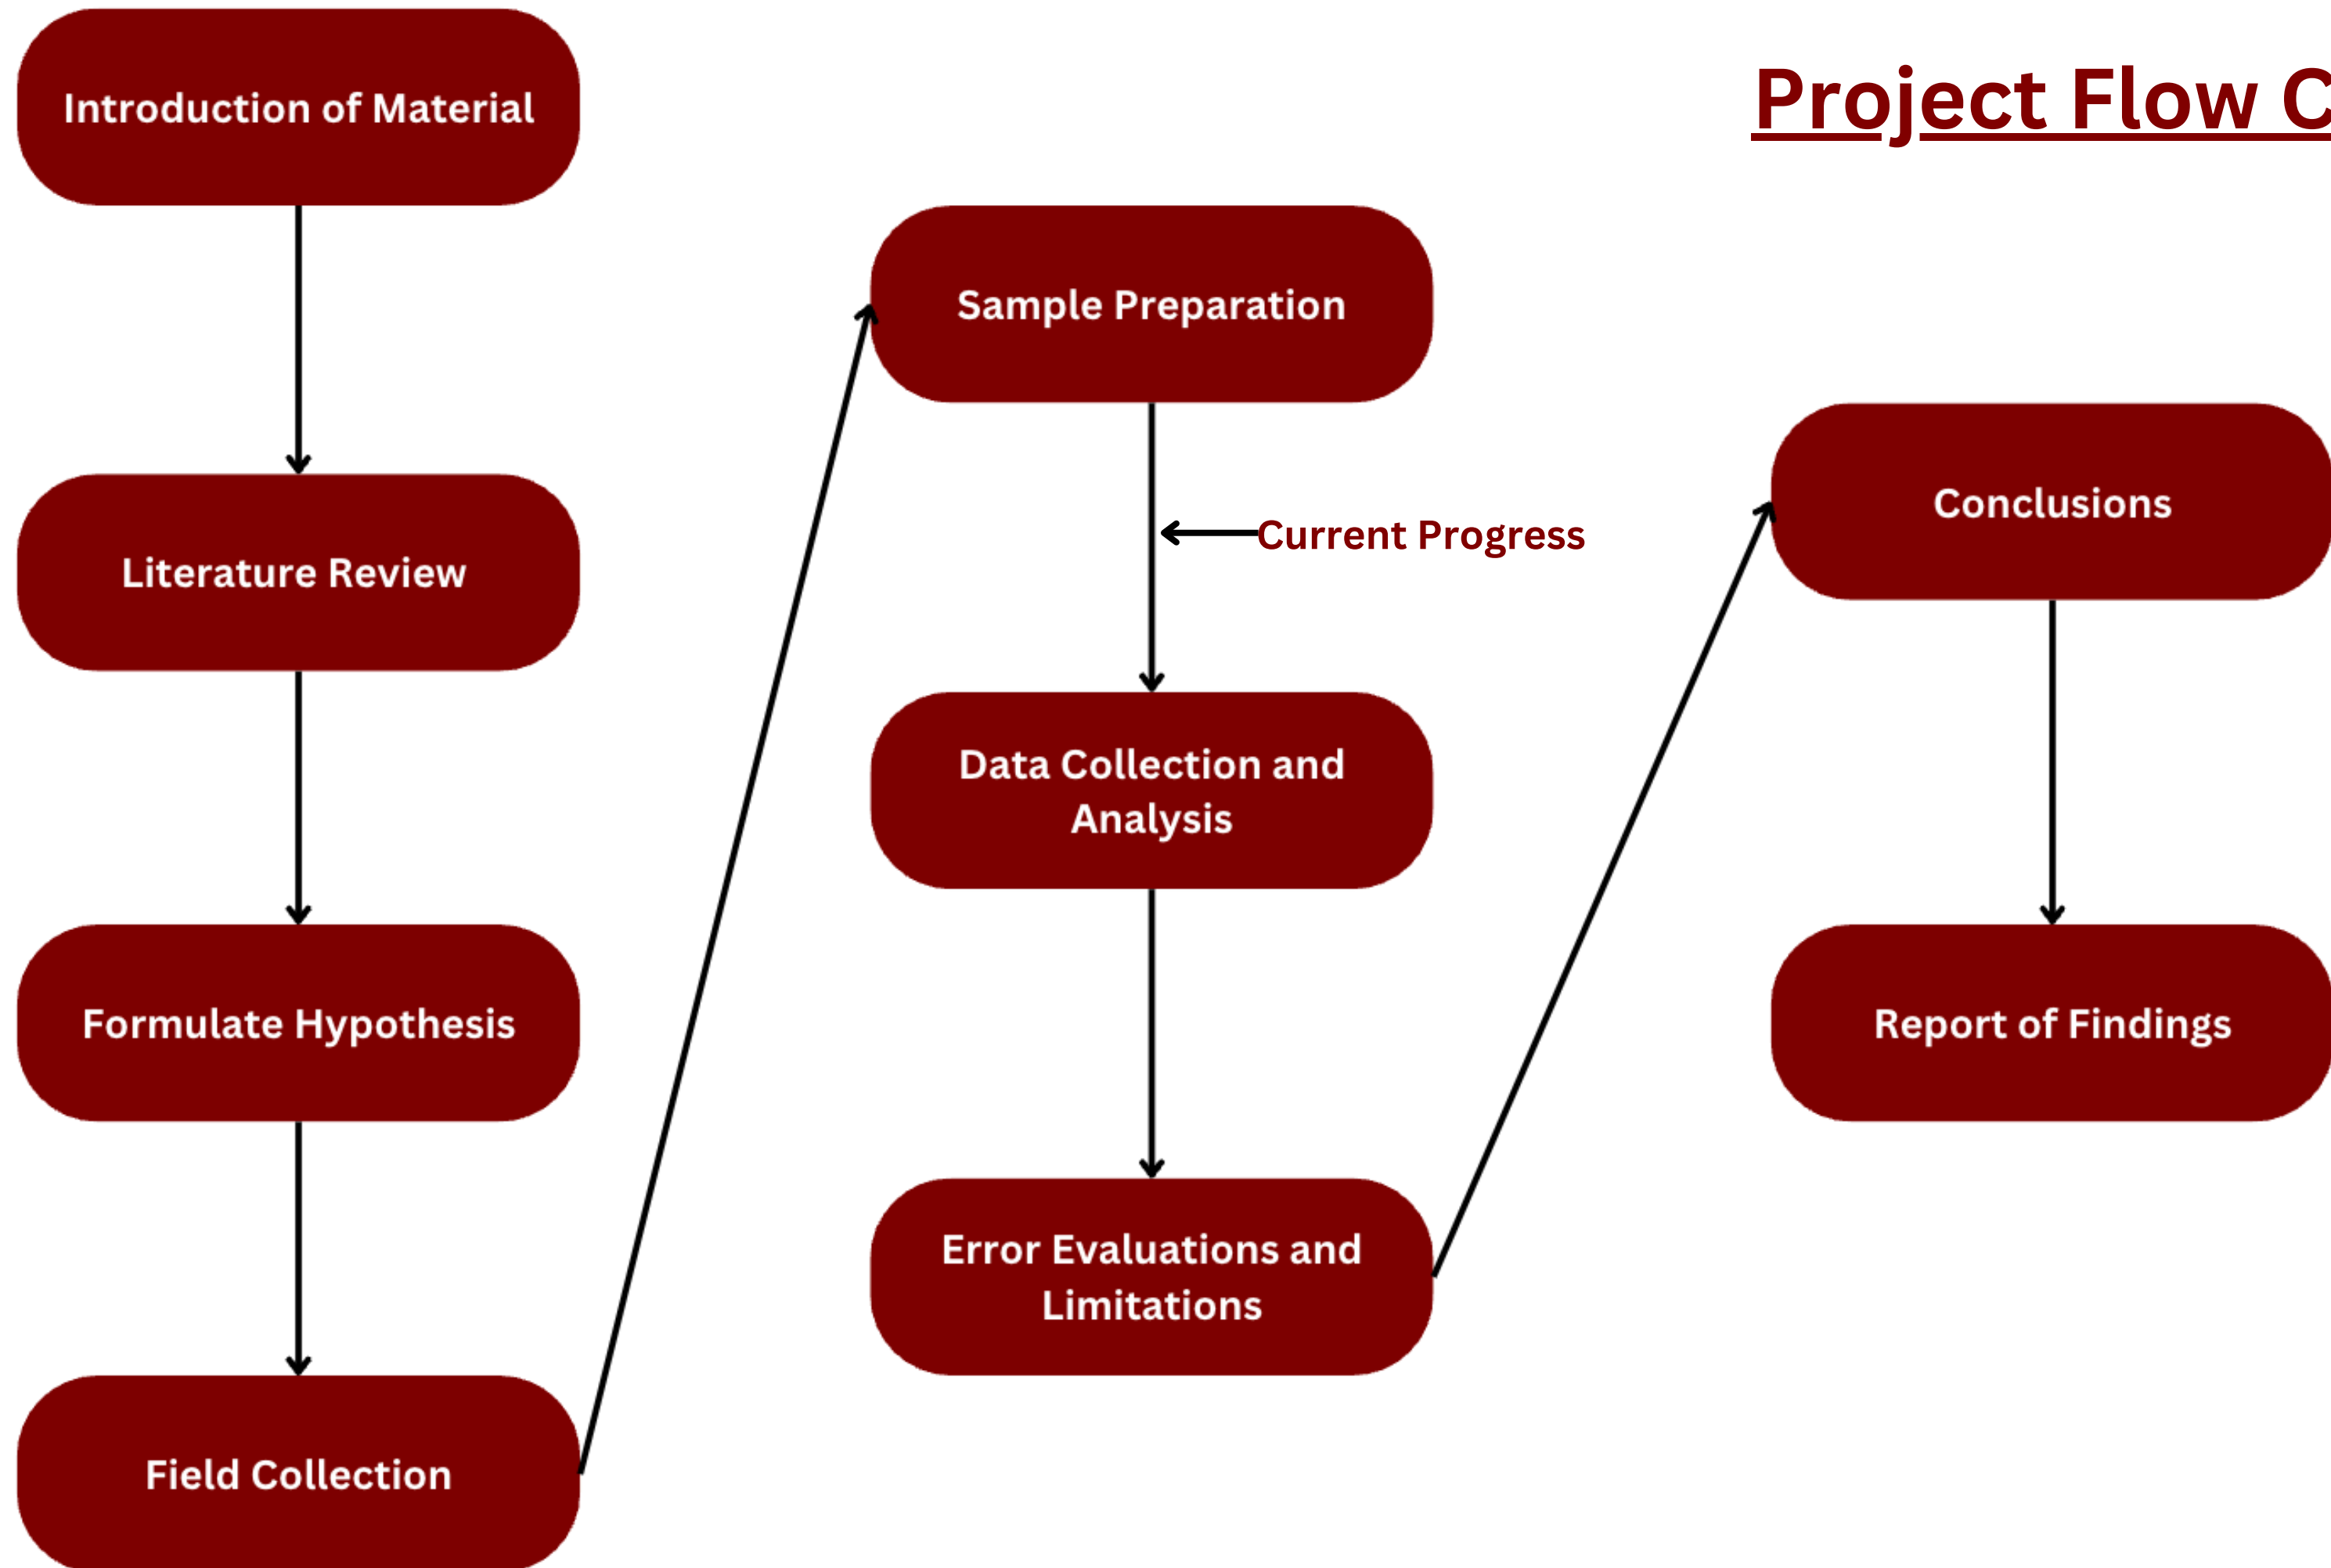 Project Flow C
Introduction of Material
Literature Review
Formulate Hypothesis
Field Collection
Sample Preparation
Current Progress
Data Collection and
Analysis
Error Evaluations and
Limitations
Conclusions
Report of Findings